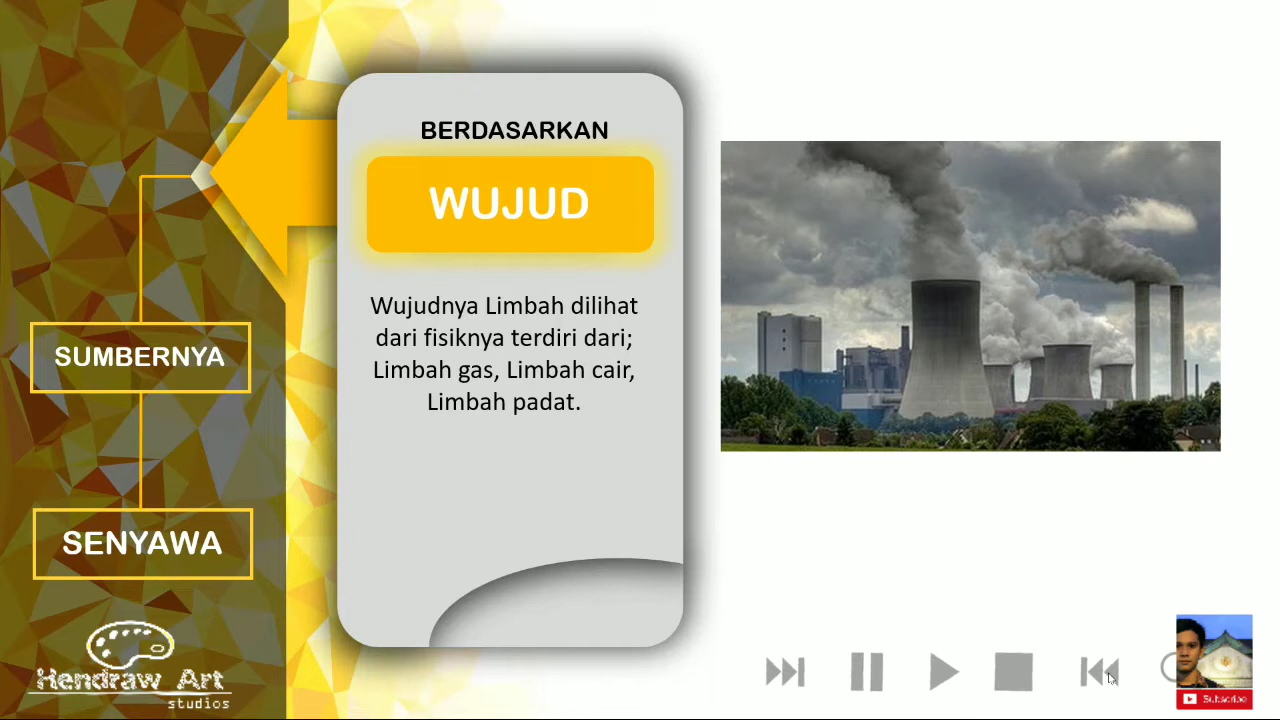 BERDASARKAN
WUJUD
Wujudnya Limbah dilihat
dari fisiknya terdiri dari;
Limbah gas, Limbah cair,
Limbah padat.
SUMBERNYA
SENYAWA
Hendraw Art
studios
Subscribe